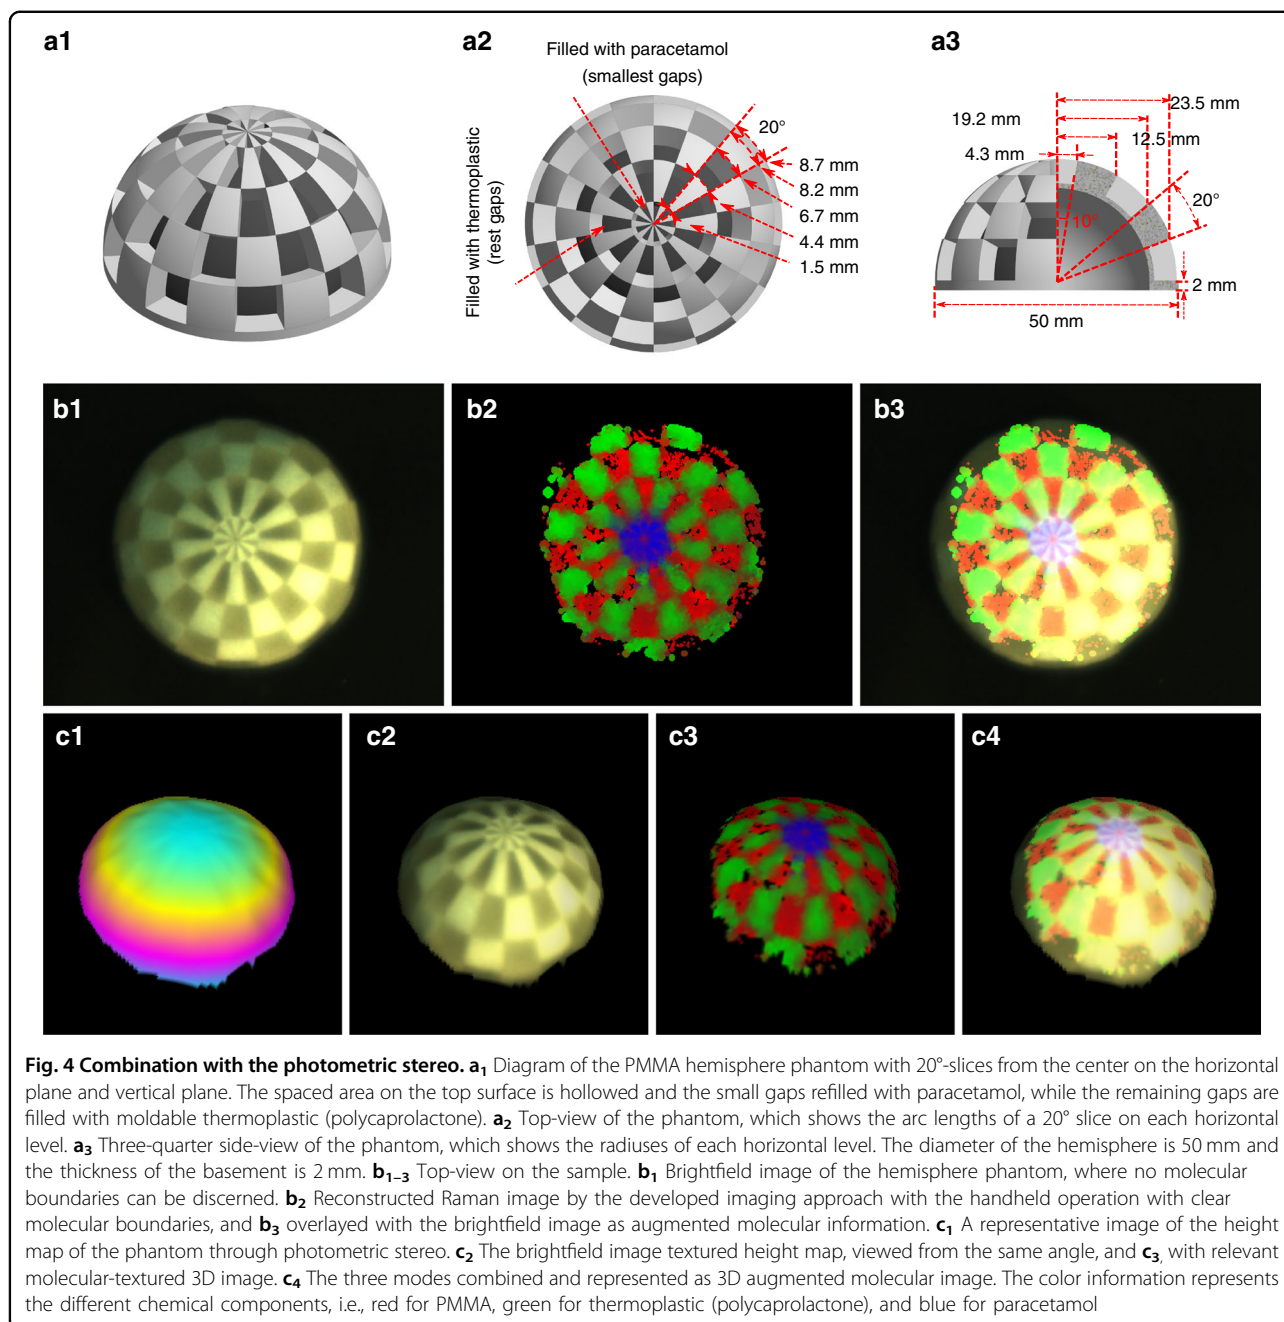 a1
a2
a3
Filled with paracetamol
(smallest gaps)
Filled with thermoplastic
(rest gaps)
20°
8.7 mm
8.2 mm
6.7 mm
4.4 mm
1.5 mm
23.5 mm
19.2 mm
12.5 mm
4.3 mm
10°
20°
2 mm
50 mm
b1
b2
b3
c1
c2
c3
c4
Fig. 4 Combination with the photometric stereo. a₁ Diagram of the PMMA hemisphere phantom with 20°-slices from the center on the horizontal
plane and vertical plane. The spaced area on the top surface is hollowed and the small gaps refilled with paracetamol, while the remaining gaps are
filled with moldable thermoplastic (polycaprolactone). a₂ Top-view of the phantom, which shows the arc lengths of a 20° slice on each horizontal
level. a₃ Three-quarter side-view of the phantom, which shows the radiuses of each horizontal level. The diameter of the hemisphere is 50 mm and
the thickness of the basement is 2 mm. b₁₋₃ Top-view on the sample. b₁ Brightfield image of the hemisphere phantom, where no molecular
boundaries can be discerned. b₂ Reconstructed Raman image by the developed imaging approach with the handheld operation with clear
molecular boundaries, and b₃ overlayed with the brightfield image as augmented molecular information. c₁ A representative image of the height
map of the phantom through photometric stereo. c₂ The brightfield image textured height map, viewed from the same angle, and c₃, with relevant
molecular-textured 3D image. c₄ The three modes combined and represented as 3D augmented molecular image. The color information represents
the different chemical components, i.e., red for PMMA, green for thermoplastic (polycaprolactone), and blue for paracetamol